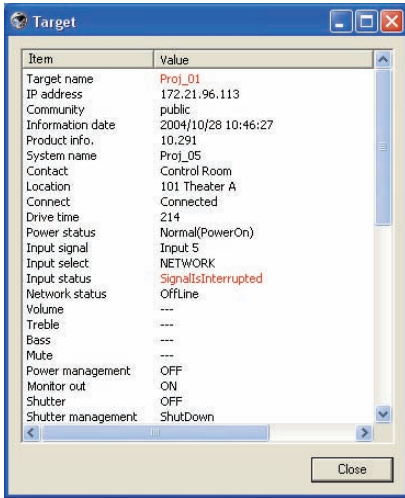 Target
Item Value
Target name Proj_01
IP address 172.21.96.113
Community public
Information date 2004/10/28 10:46:27
Product info. 10.291
System name Proj_05
Contact Control Room
Location 101 Theater A
Connect Connected
Drive time 214
Power status Normal(PowerOn)
Input signal Input 5
Input select NETWORK
Input status SignalIsInterrupted
Network status OffLine
Volume ---
Treble ---
Bass ---
Mute ---
Power management OFF
Monitor out ON
Shutter OFF
Shutter management ShutDown
Close